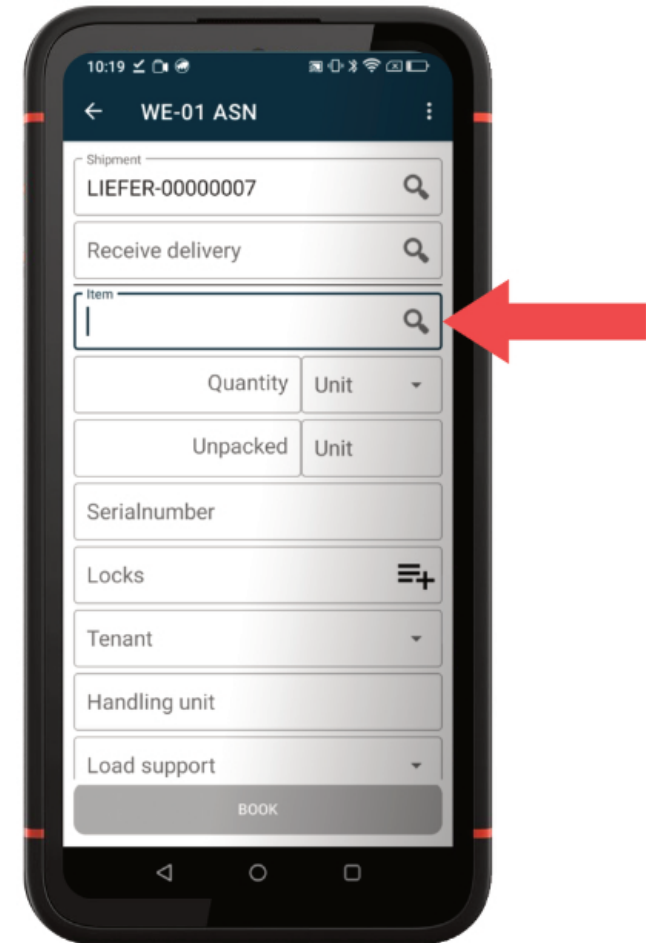 10:19
WE-01 ASN
Shipment
LIEFER-00000007
Receive delivery
Item
Quantity Unit
Unpacked Unit
Serialnumber
Locks
Tenant
Handling unit
Load support
BOOK